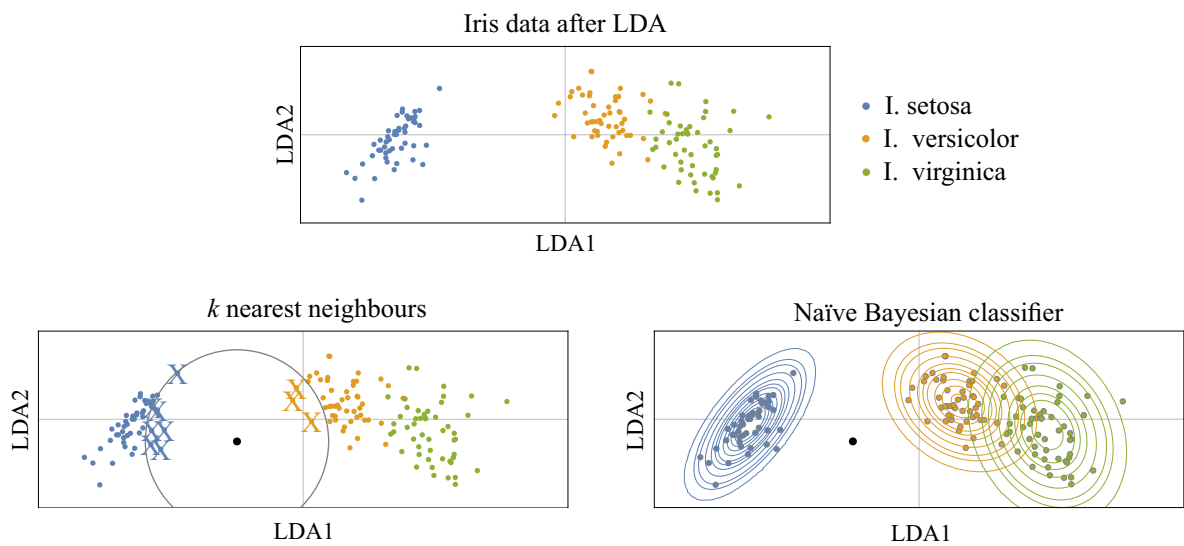 Iris data after LDA
LDA2
I. setosa
I. versicolor
I. virginica
LDA1
k nearest neighbours
LDA2
X
X
X
X
X
X
X
X
X
X
LDA1
Naïve Bayesian classifier
LDA2
LDA1